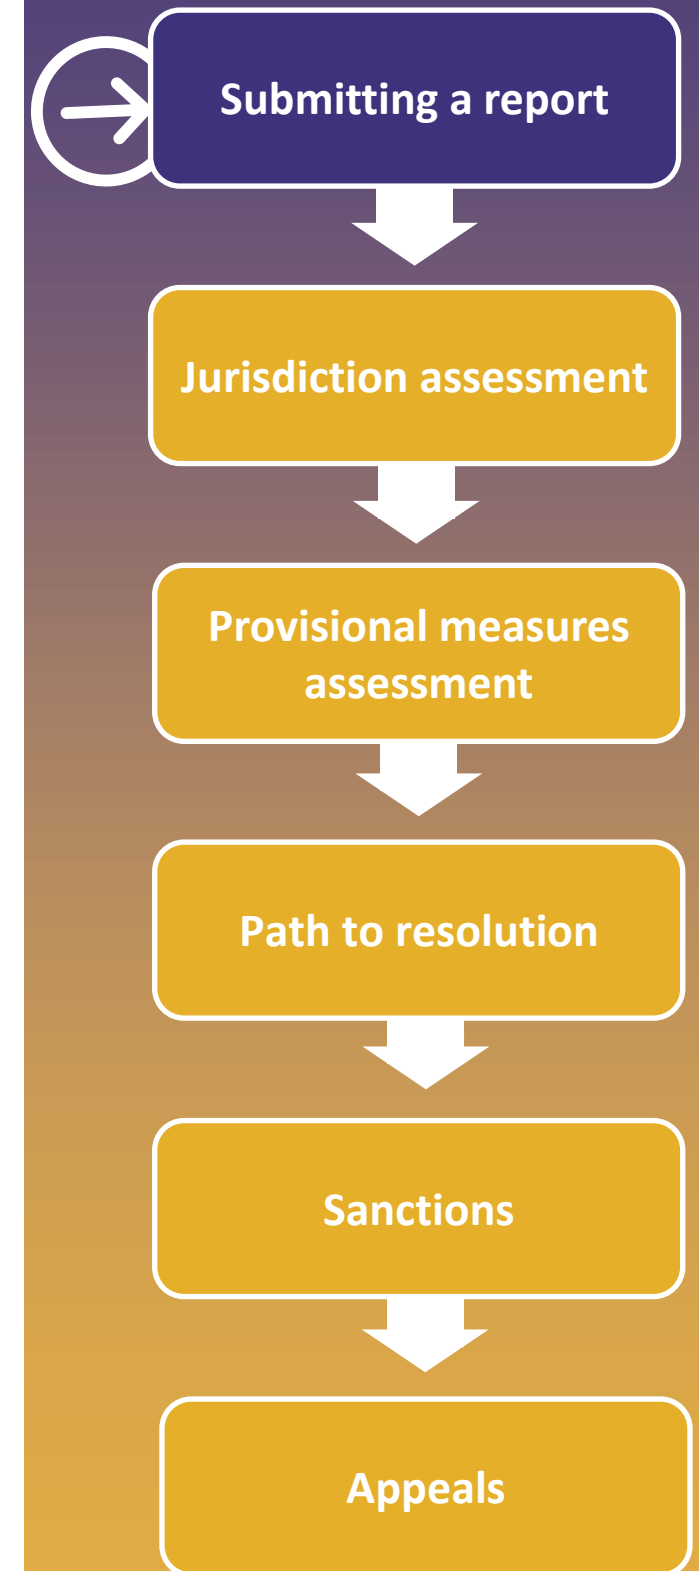 Submitting a report
Jurisdiction assessment
Provisional measures
assessment
Path to resolution
Sanctions
Appeals